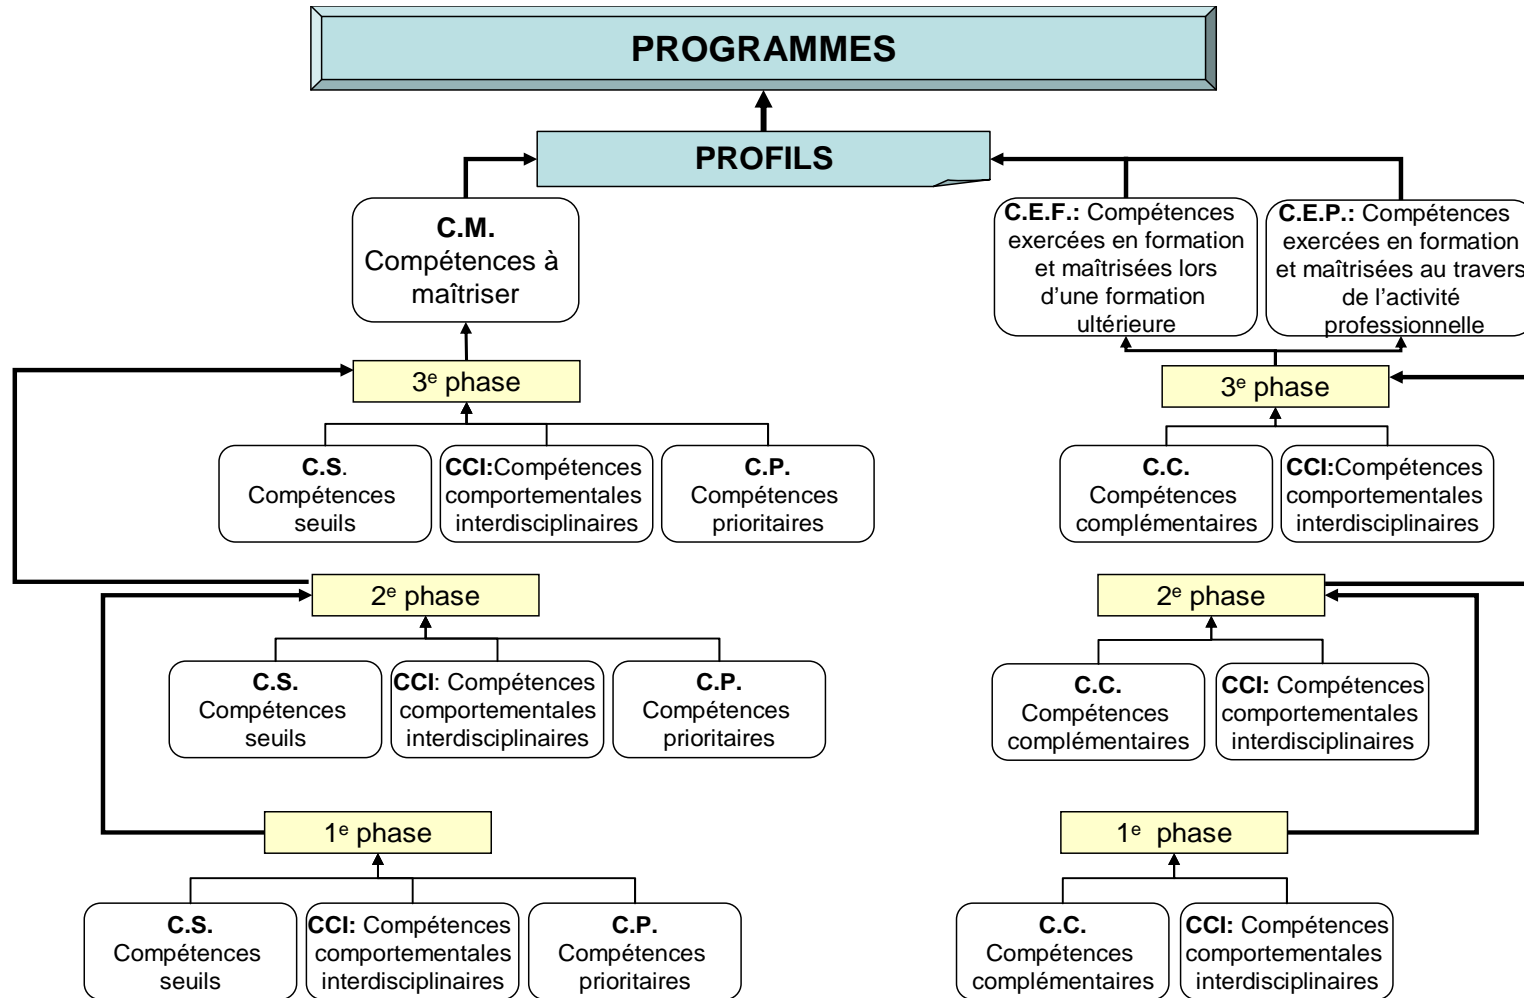 PROGRAMMES
PROFILS
C.M.
Compétences à
maîtriser
C.E.F.: Compétences
exercées en formation
et maîtrisées lors
d’une formation
ultérieure
C.E.P.: Compétences
exercées en formation
et maîtrisées au travers
de l’activité
professionnelle
3e phase
3e phase
C.S.
Compétences
seuils
CCI:Compétences
comportementales
interdisciplinaires
C.P.
Compétences
prioritaires
C.C.
Compétences
complémentaires
CCI:Compétences
comportementales
interdisciplinaires
2e phase
2e phase
C.S.
Compétences
seuils
CCI: Compétences
comportementales
interdisciplinaires
C.P.
Compétences
prioritaires
C.C.
Compétences
complémentaires
CCI: Compétences
comportementales
interdisciplinaires
1e phase
1e phase
C.S.
Compétences
seuils
CCI: Compétences
comportementales
interdisciplinaires
C.P.
Compétences
prioritaires
C.C.
Compétences
complémentaires
CCI: Compétences
comportementales
interdisciplinaires